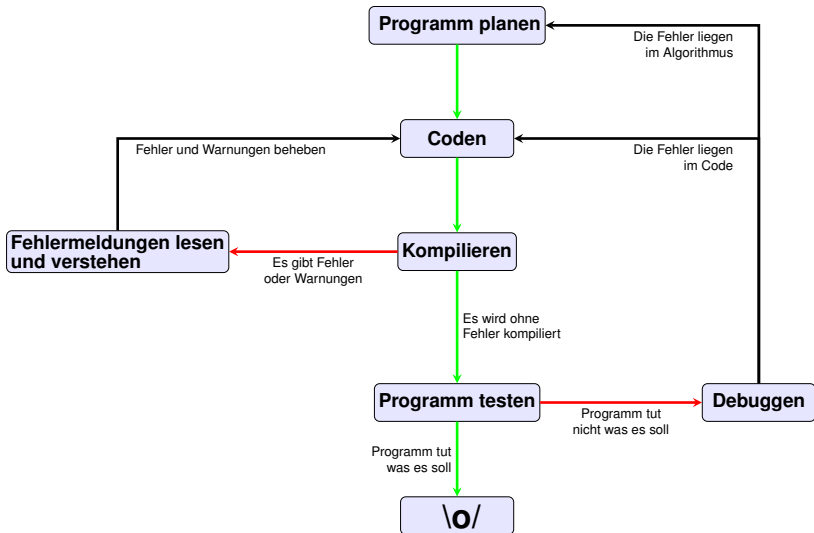 Programm planen
Die Fehler liegen
im Algorithmus
Coden
Fehler und Warnungen beheben
Die Fehler liegen
im Code
Fehlermeldungen lesen
und verstehen
Kompilieren
Es gibt Fehler
oder Warnungen
Es wird ohne
Fehler kompiliert
Programm testen
Debuggen
Programm tut
nicht was es soll
Programm tut
was es soll
\o/